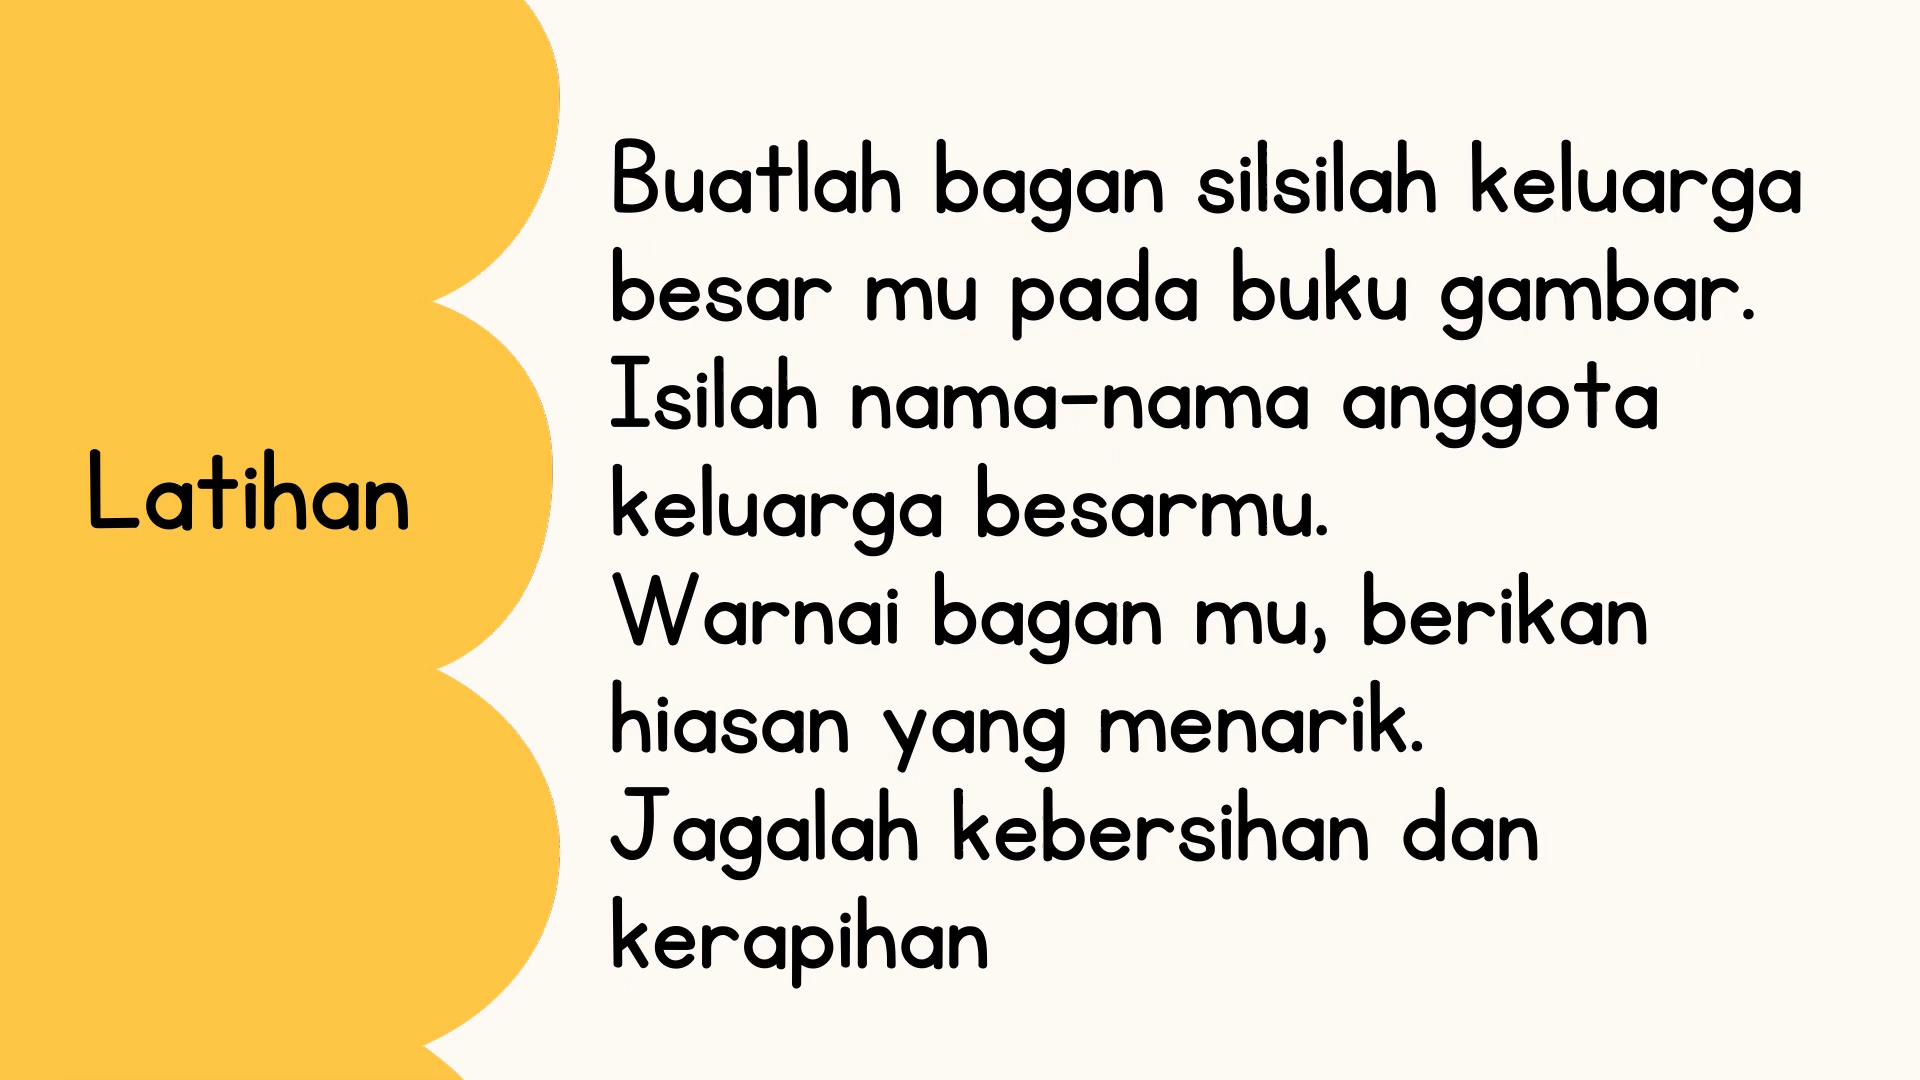 Latihan
Buatlah bagan silsilah keluarga
besar mu pada buku gambar.
Isilah nama-nama anggota
keluarga besarmu.
Warnai bagan mu, berikan
hiasan yang menarik.
Jagalah kebersihan dan
kerapihan